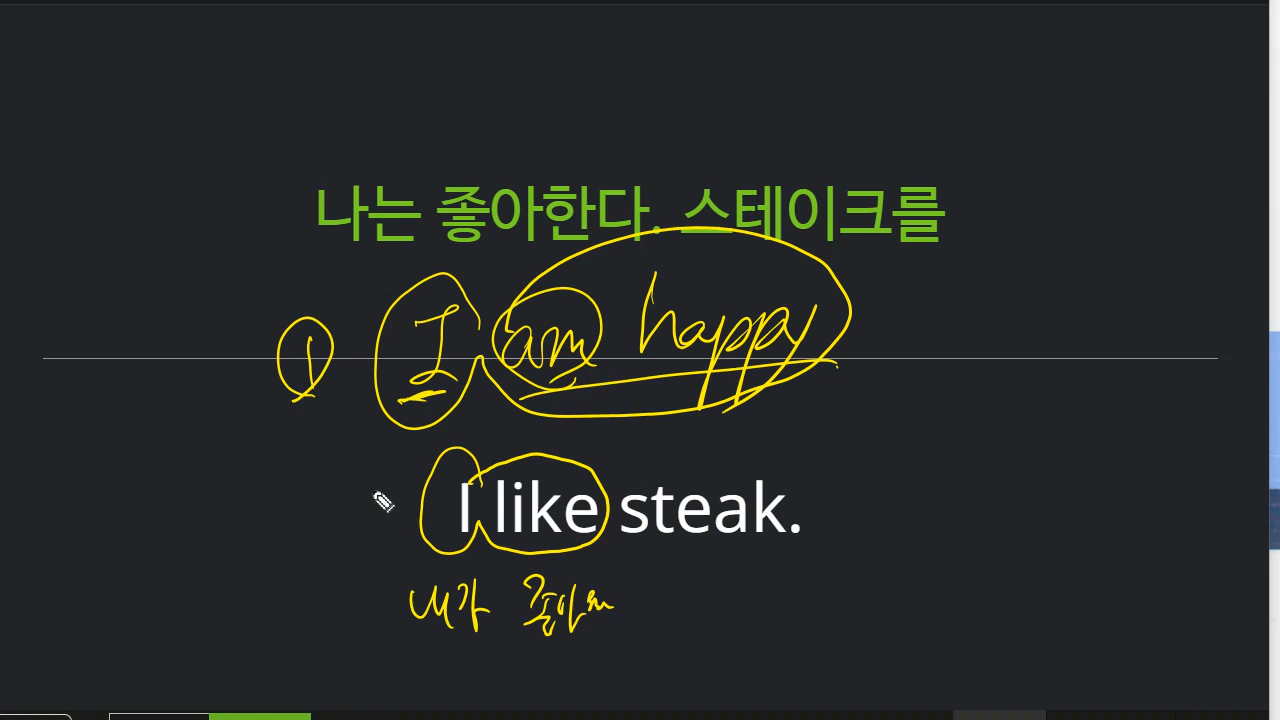 나는 좋아한다. 스테이크를
① I am happy
I like steak.
내가 좋아